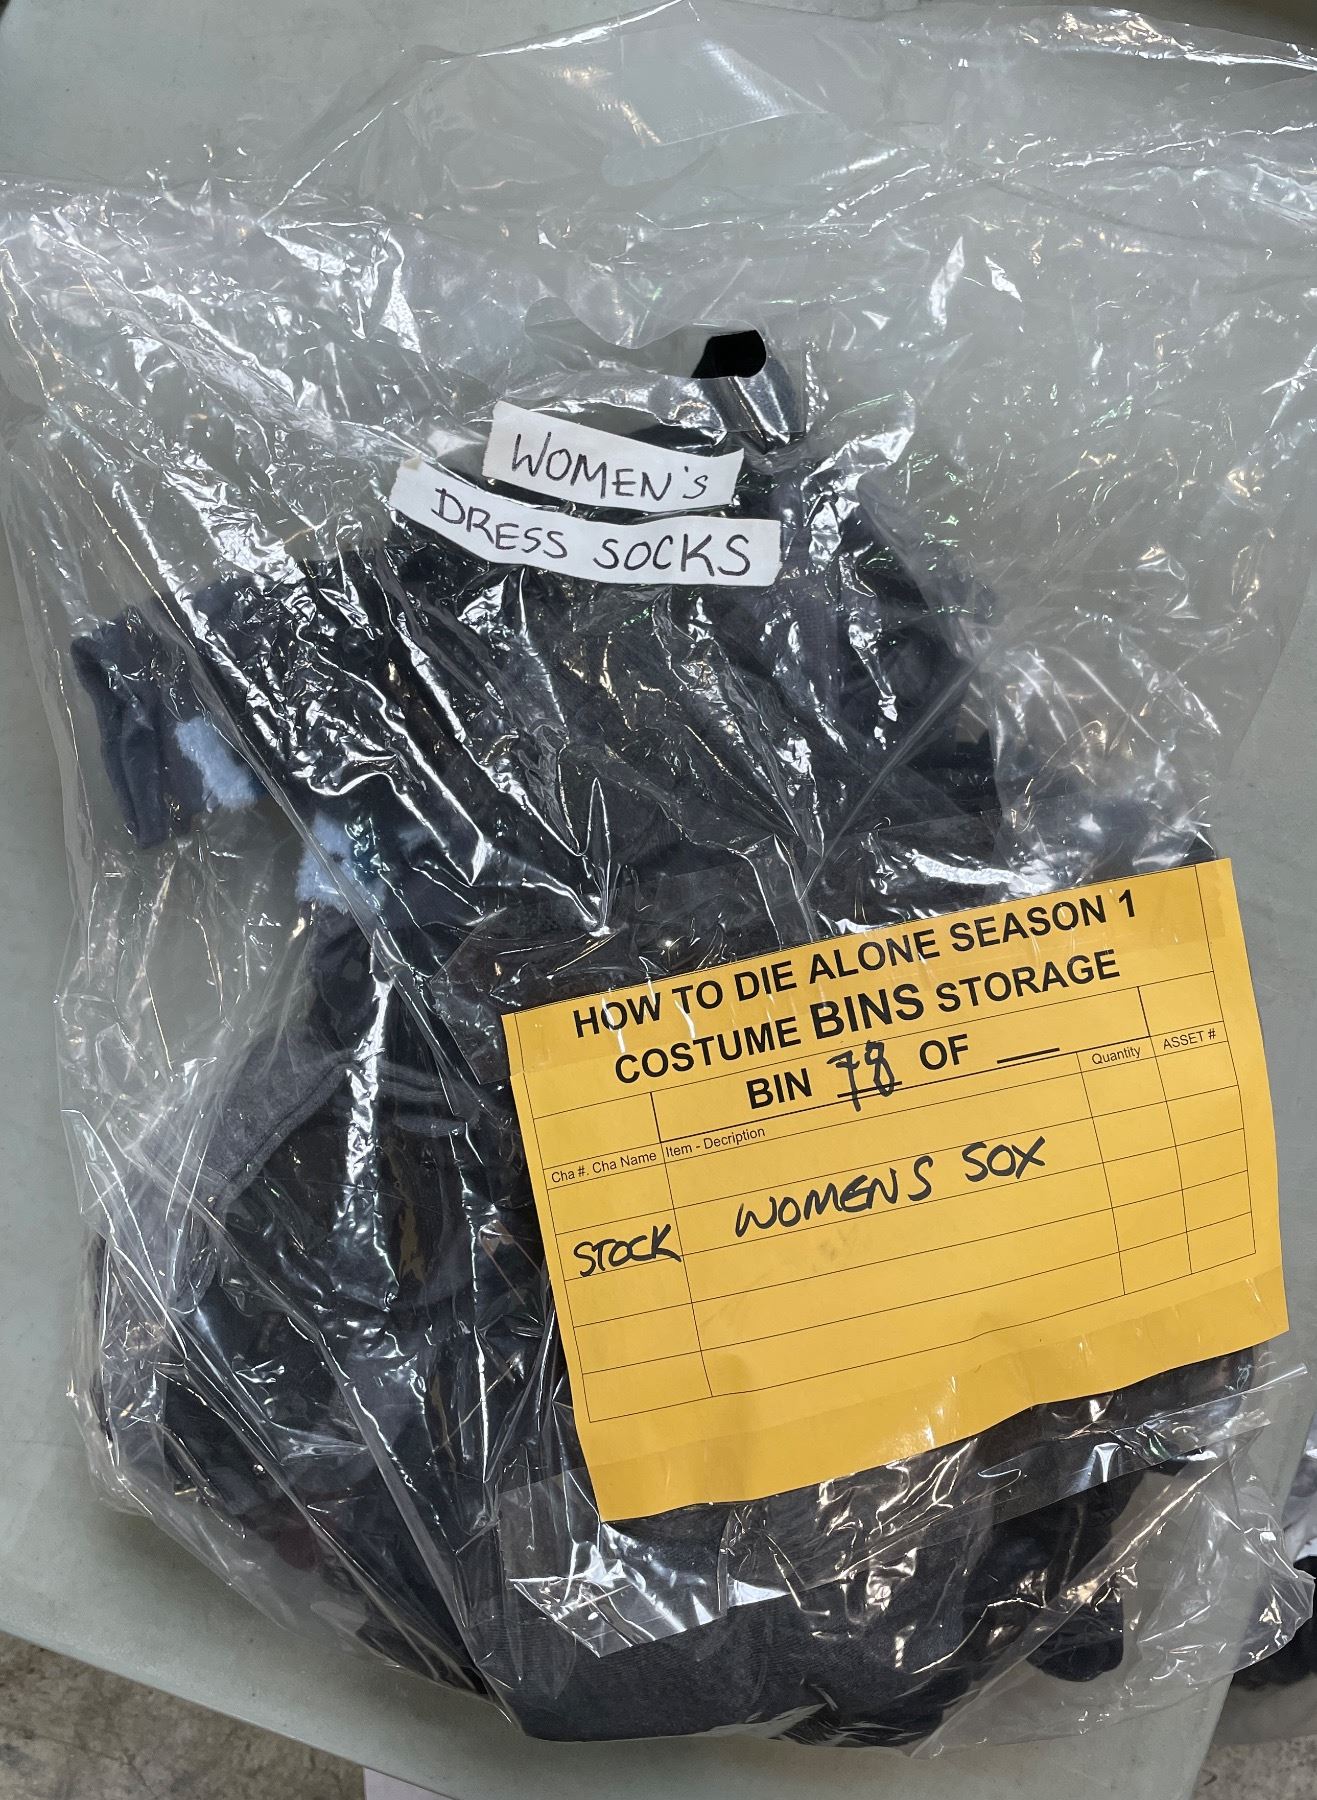 WOMEN'S
DRESS SOCKS
HOW TO DIE ALONE SEASON 1
COSTUME BINS STORAGE
BIN 78 OF __
Cha #. Cha Name Item - Decription Quantity ASSET #
STOCK WOMENS SOX